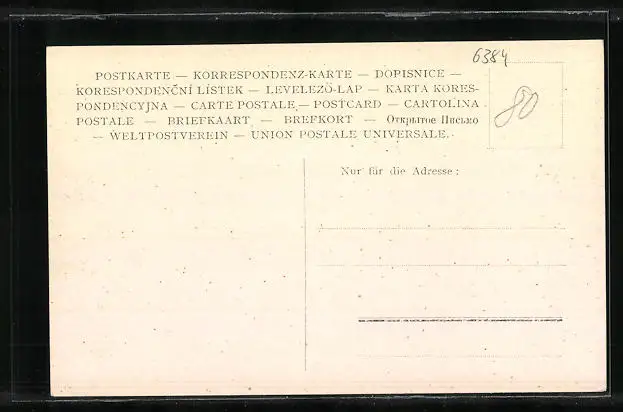 6384
POSTKARTE — KORRESPONDENZ-KARTE — DOPISNICE —
KORESPONDENČNÍ LÍSTEK — LEVELEZŐ-LAP — KARTA KORES-
PONDENCYJNA — CARTE POSTALE — POSTCARD — CARTOLINA
POSTALE — BRIEFKAART — BREFKORT — Открытое Письмо
— WELTPOSTVEREIN — UNION POSTALE UNIVERSALE. —
80
Nur für die Adresse: